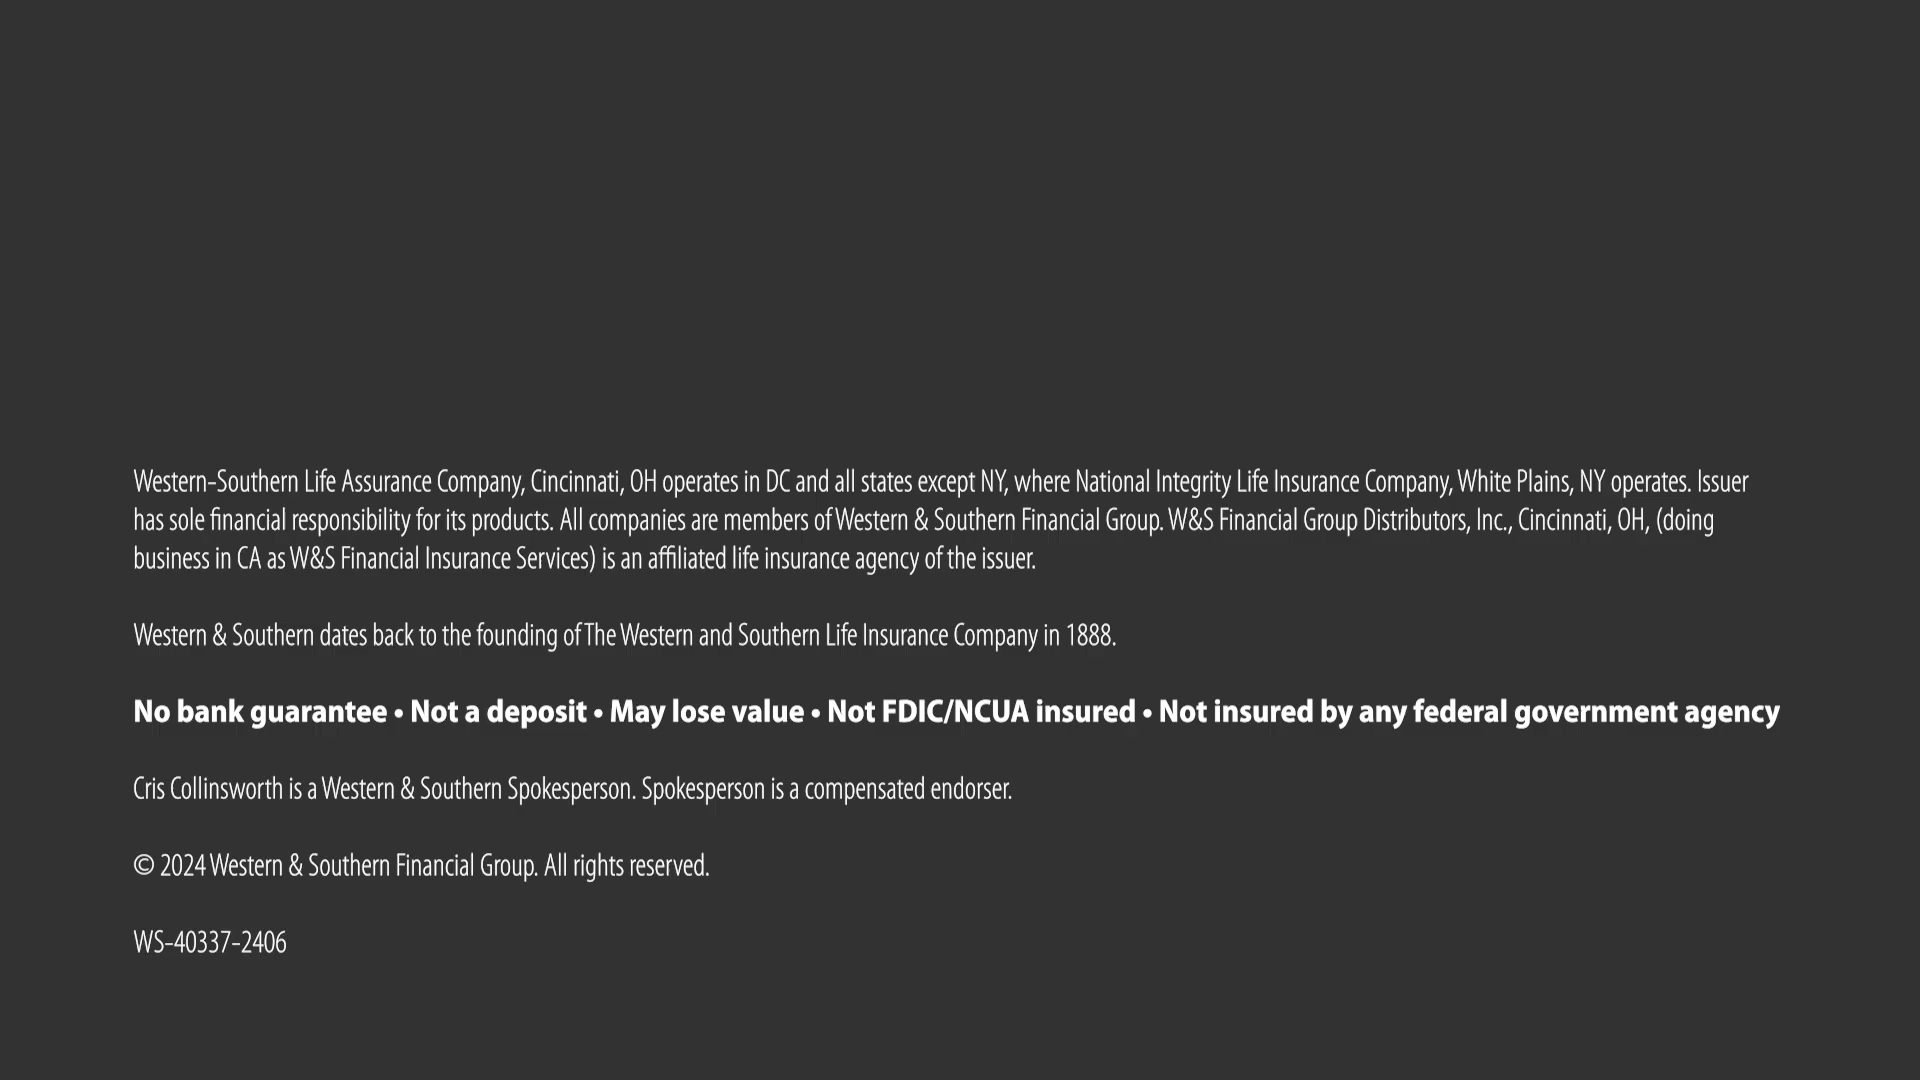 Western-Southern Life Assurance Company, Cincinnati, OH operates in DC and all states except NY, where National Integrity Life Insurance Company, White Plains, NY operates. Issuer
has sole financial responsibility for its products. All companies are members of Western & Southern Financial Group. W&S Financial Group Distributors, Inc., Cincinnati, OH, (doing
business in CA as W&S Financial Insurance Services) is an affiliated life insurance agency of the issuer.
Western & Southern dates back to the founding of The Western and Southern Life Insurance Company in 1888.
No bank guarantee • Not a deposit • May lose value • Not FDIC/NCUA insured • Not insured by any federal government agency
Cris Collinsworth is a Western & Southern Spokesperson. Spokesperson is a compensated endorser.
© 2024 Western & Southern Financial Group. All rights reserved.
WS-40337-2406